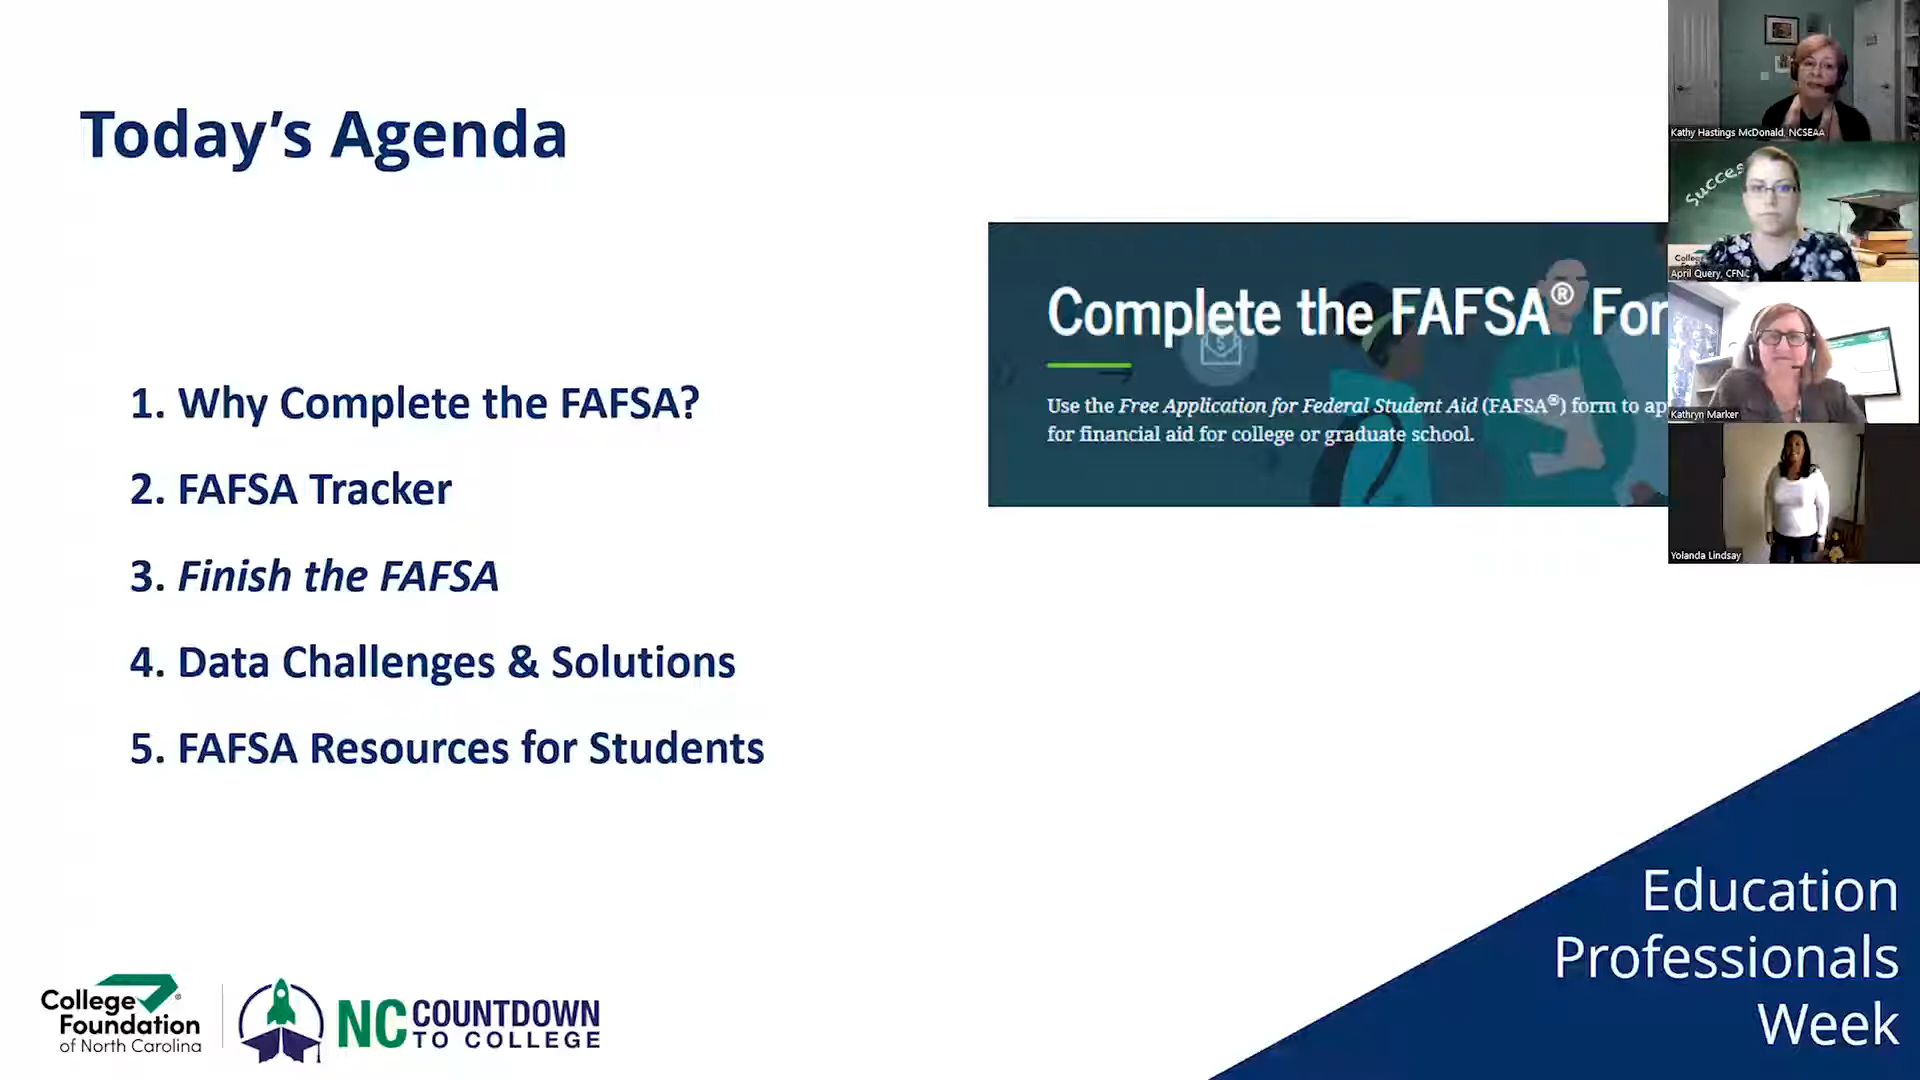 Today's Agenda
1. Why Complete the FAFSA?
2. FAFSA Tracker
3. Finish the FAFSA
4. Data Challenges & Solutions
5. FAFSA Resources for Students
Complete the FAFSA® For
Use the Free Application for Federal Student Aid (FAFSA®) form to ap
for financial aid for college or graduate school.
Kathy Hastings McDonald, NCSEAA
Succes
College
April Query, CFNC
Kathryn Marker
Yolanda Lindsay
College
Foundation
of North Carolina
NC COUNTDOWN
TO COLLEGE
Education
Professionals
Week